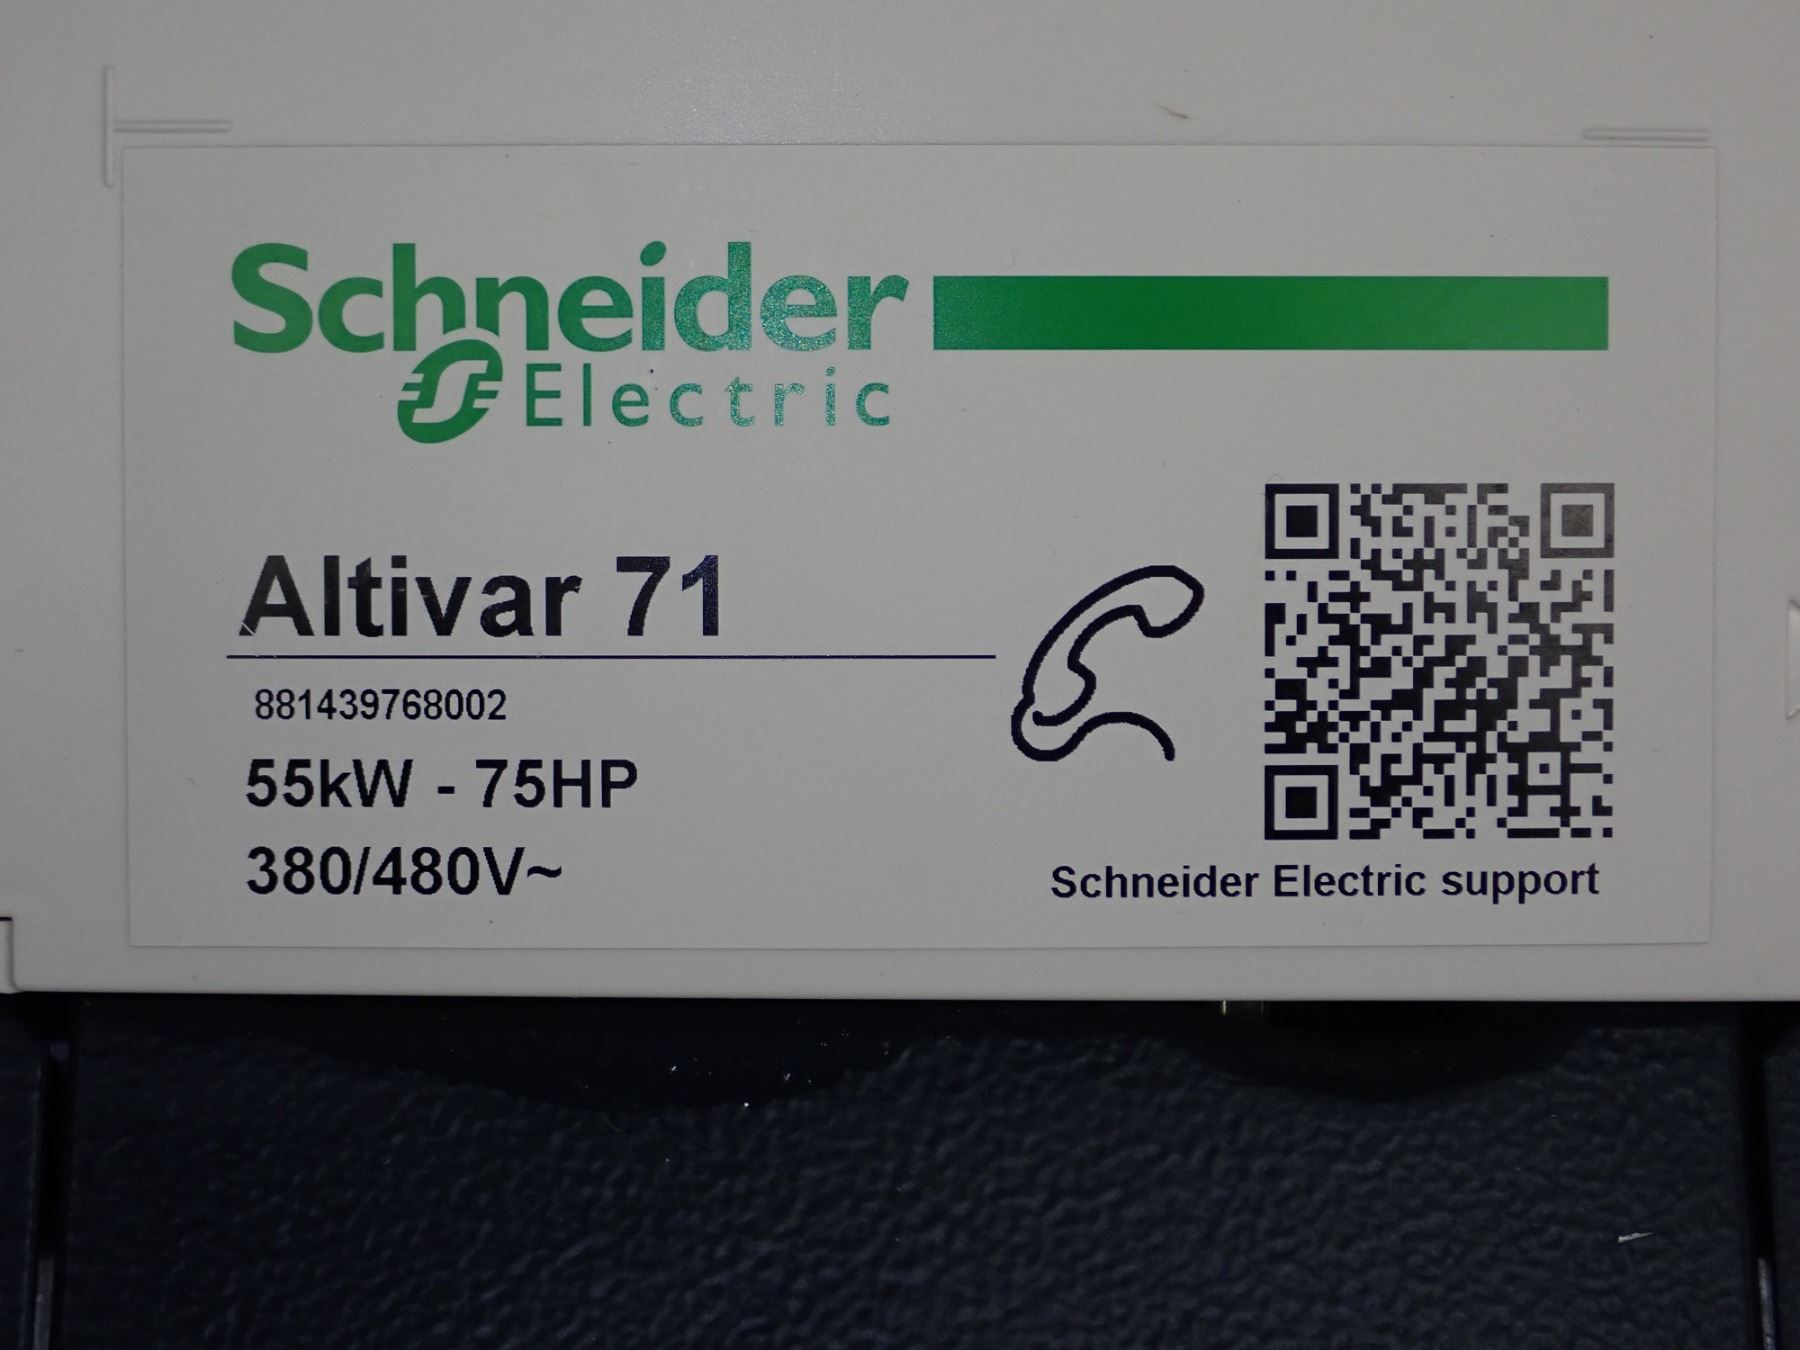 Schneider
Electric
Altivar 71
881439768002
55kW - 75HP
380/480V~
Schneider Electric support